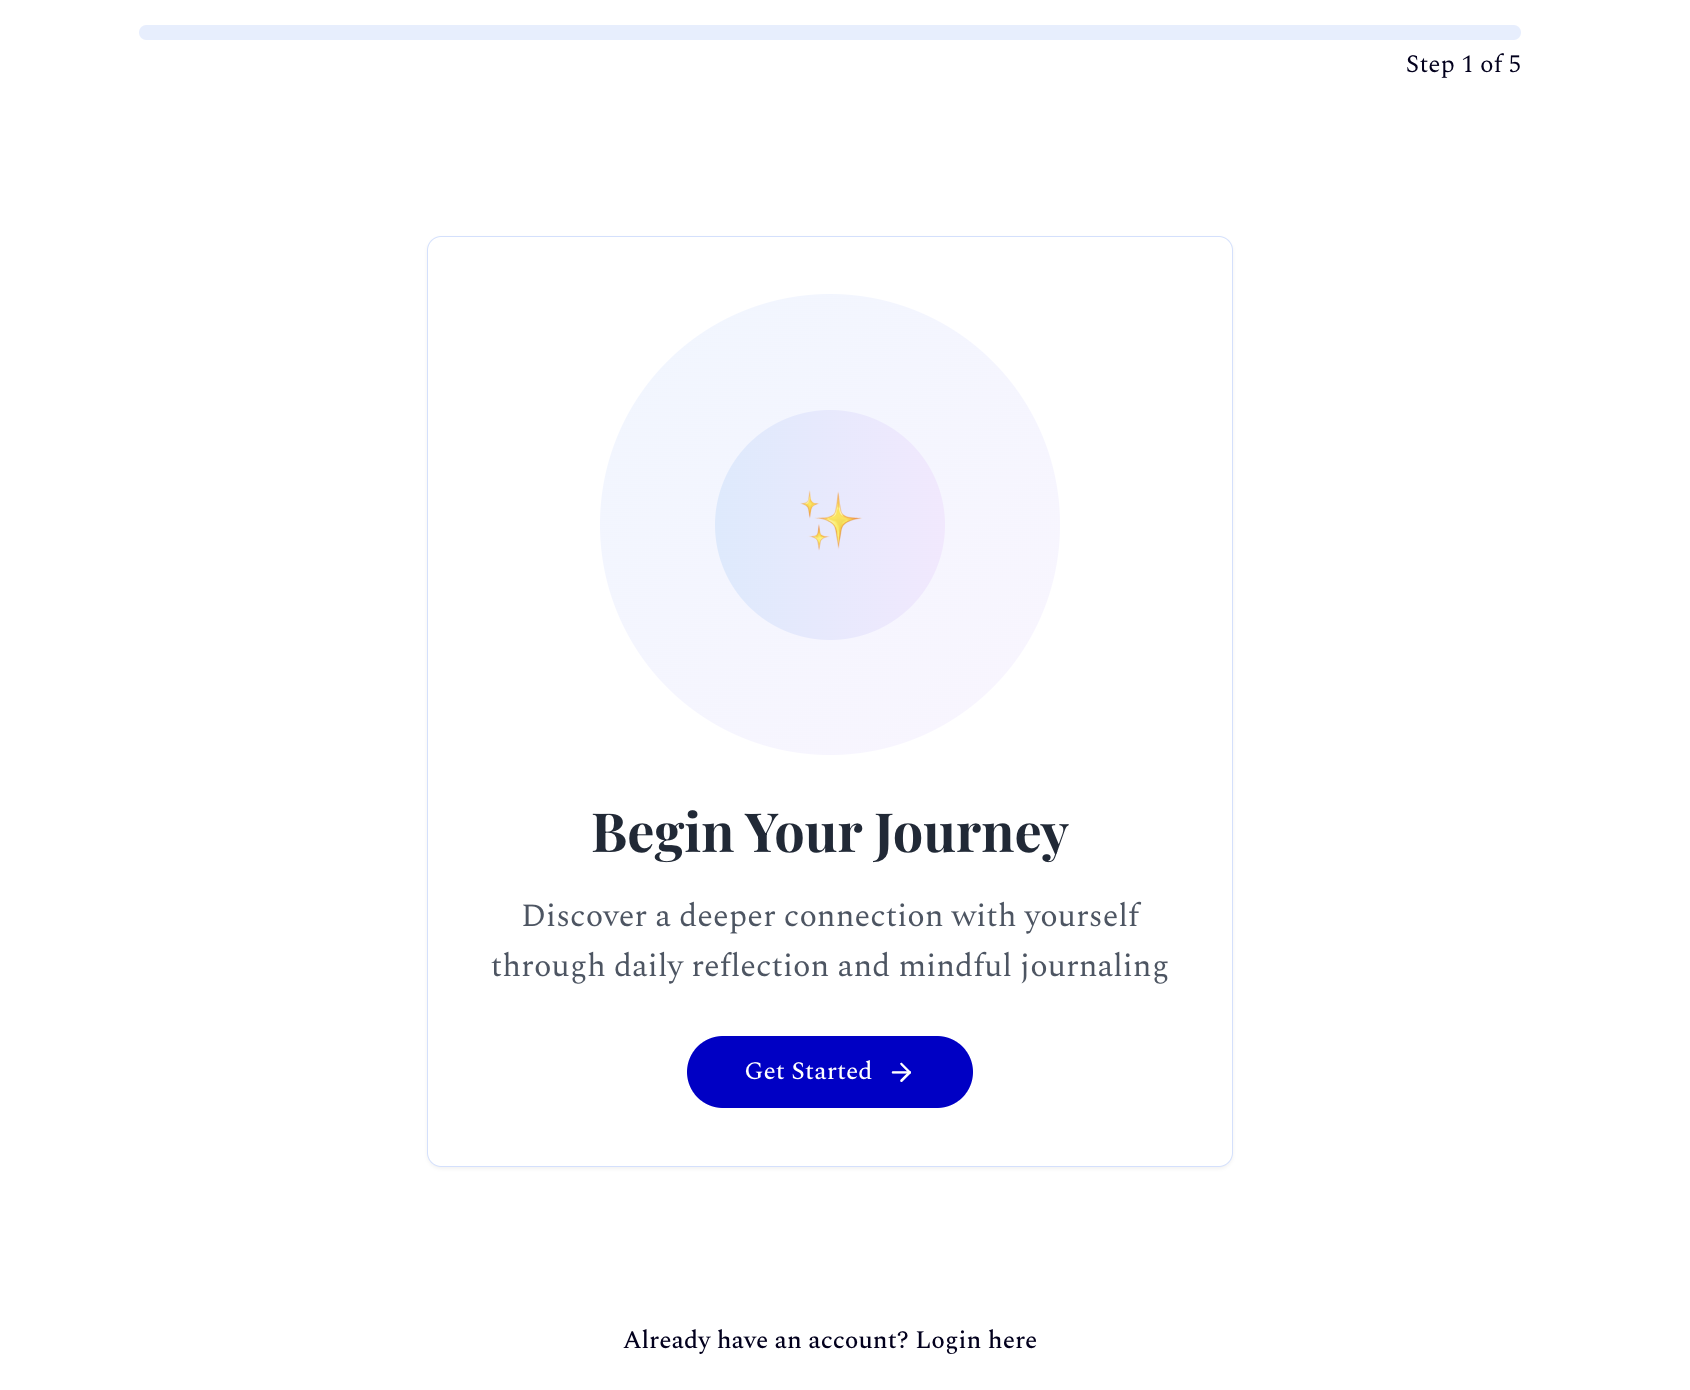 Step 1 of 5
Begin Your Journey
Discover a deeper connection with yourself
through daily reflection and mindful journaling
Get Started
Already have an account? Login here